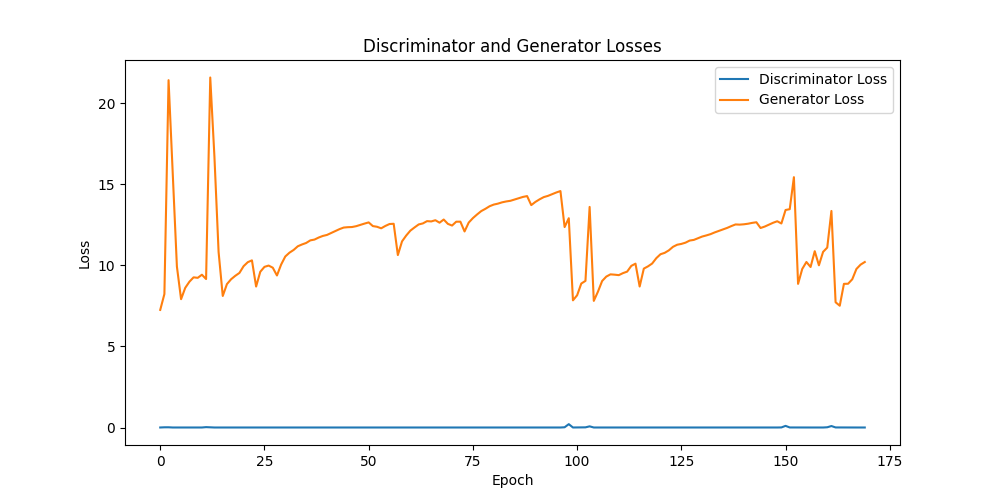 Discriminator and Generator Losses
Discriminator Loss
Generator Loss
20
15
10
5
0
Loss
0
25
50
75
100
125
150
175
Epoch